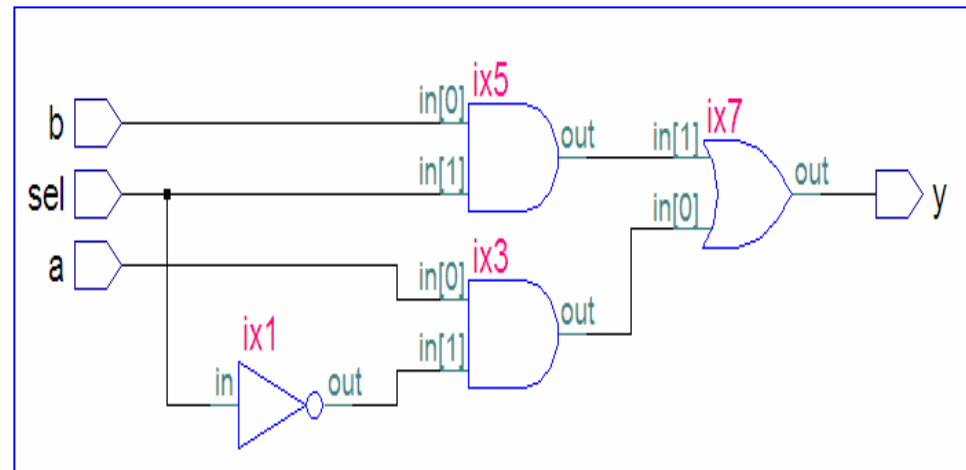 ix5
in[0]
b
out
ix7
in[1]
in[1]
sel
out
y
in[0]
a
ix3
in[0]
out
ix1
in[1]
in
out